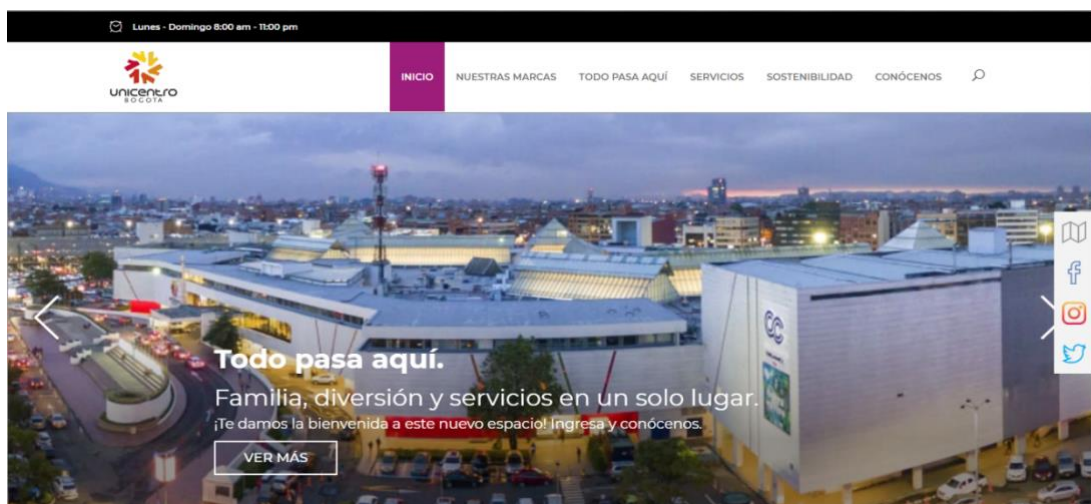 Lunes - Domingo 8:00 am - 11:00 pm
unicentro
BOGOTÁ
INICIO
NUESTRAS MARCAS
TODO PASA AQUÍ
SERVICIOS
SOSTENIBILIDAD
CONÓCENOS
Todo pasa aquí.
Familia, diversión y servicios en un solo lugar.
¡Te damos la bienvenida a este nuevo espacio! Ingresa y conócenos.
VER MÁS